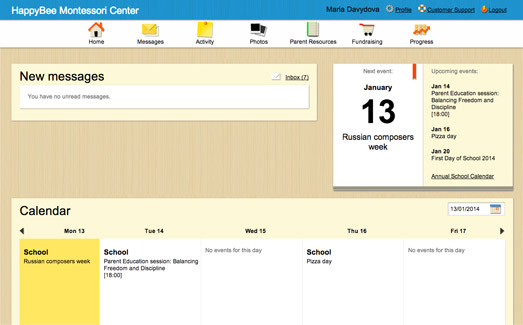 HappyBee Montessori Center
Maria Davydova Profile Customer Support Logout
Home Messages Activity Photos Parent Resources Fundraising Progress
New messages
Inbox (7)
You have no unread messages.
Next event:
January
13
Russian composers
week
Upcoming events:
Jan 14
Parent Education session:
Balancing Freedom and
Discipline
[18:00]
Jan 16
Pizza day
Jan 20
First Day of School 2014
Annual School Calendar
Calendar
13/01/2014
Mon 13 Tue 14 Wed 15 Thu 16 Fri 17
School
Russian composers week
School
Parent Education session: Balancing
Freedom and Discipline
[18:00]
No events for this day
School
Pizza day
No events for this day